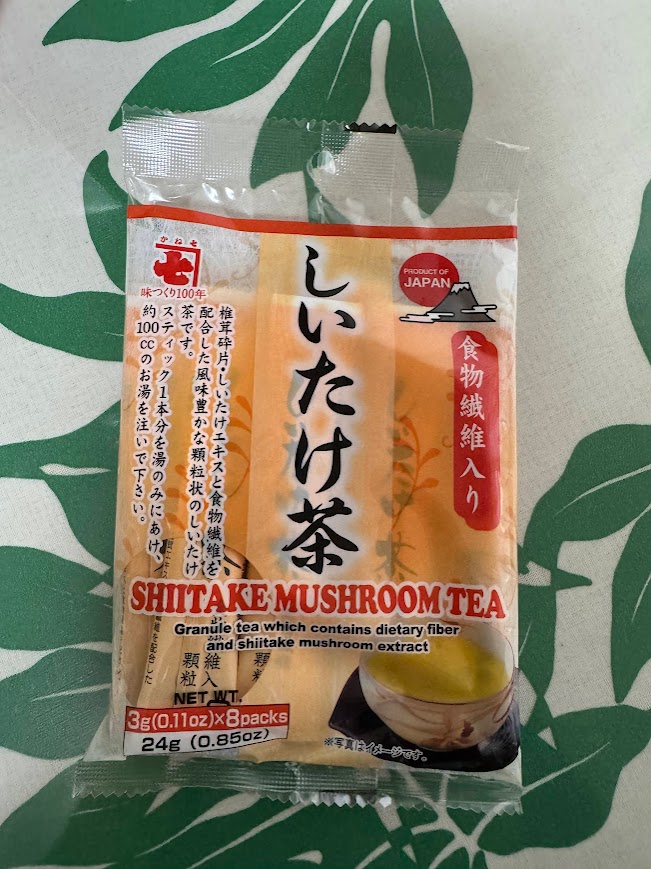 かね七
七
味つくり100年
PRODUCT OF
JAPAN
しいたけ茶
食物繊維入り
椎茸砕片・しいたけエキスと食物繊維を
配合した風味豊かな顆粒状のしいたけ
茶です。
スティック1本分を湯のみにあけ、
約100ccのお湯を注いで下さい。
SHIITAKE MUSHROOM TEA
Granule tea which contains dietary fiber
and shiitake mushroom extract
NET WT.
3g(0.11oz)×8packs
24g (0.85oz)
※写真はイメージです。